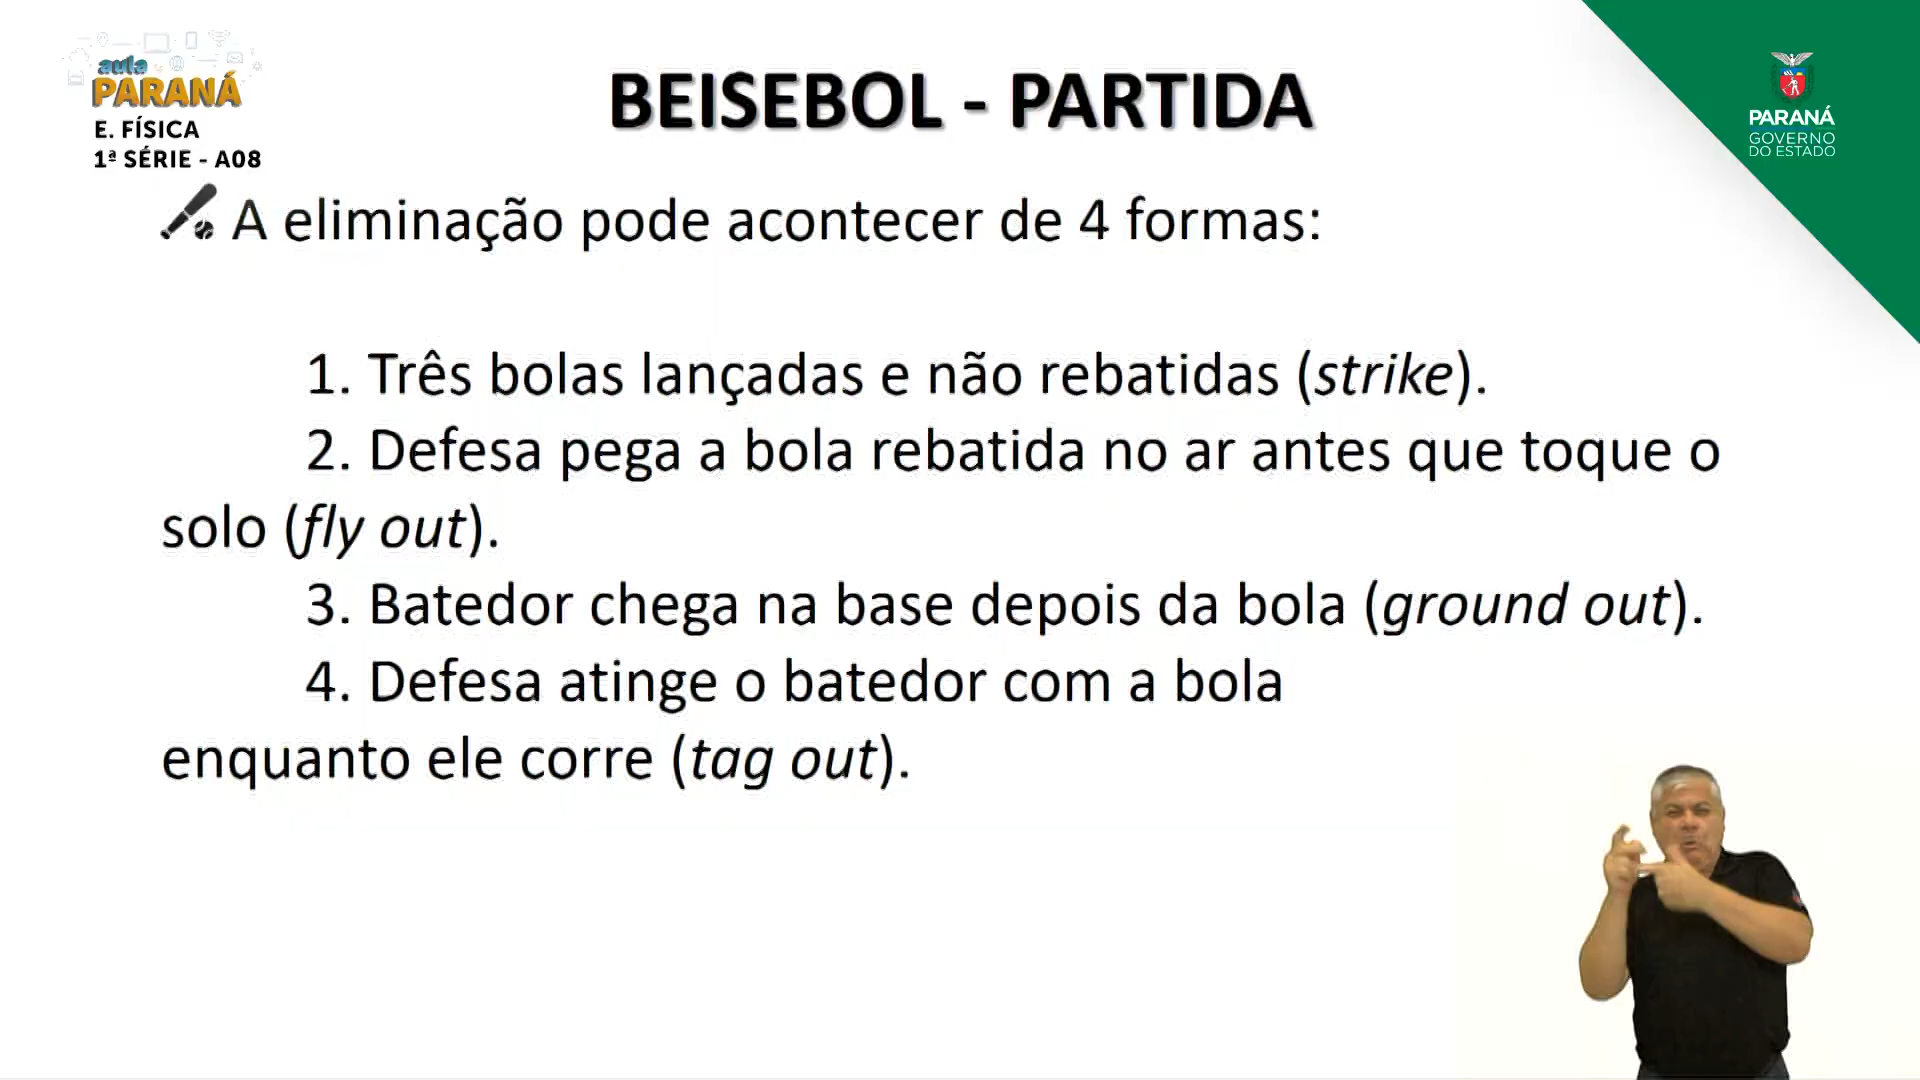 aula
PARANÁ
E. FÍSICA
1ª SÉRIE - A08
BEISEBOL - PARTIDA
PARANÁ
GOVERNO
DO ESTADO
A eliminação pode acontecer de 4 formas:
1. Três bolas lançadas e não rebatidas (strike).
2. Defesa pega a bola rebatida no ar antes que toque o
solo (fly out).
3. Batedor chega na base depois da bola (ground out).
4. Defesa atinge o batedor com a bola
enquanto ele corre (tag out).